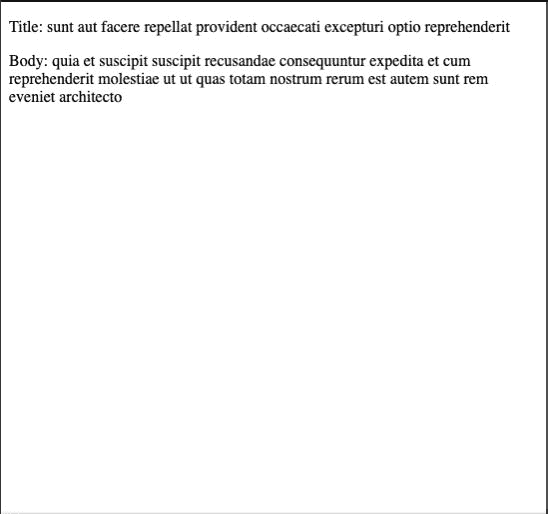 Title: sunt aut facere repellat provident occaecati excepturi optio reprehenderit
Body: quia et suscipit suscipit recusandae consequuntur expedita et cum
reprehenderit molestiae ut ut quas totam nostrum rerum est autem sunt rem
eveniet architecto